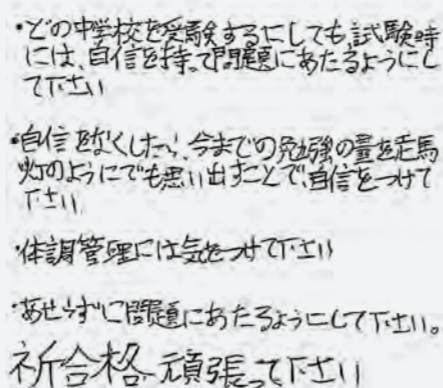 ・どの中学校を受験するにしても試験時
には、自信を持って問題にあたるようにし
て下さい
・自信をなくしたら、今までの勉強の量を走馬
灯のようにでも思い出すことで、自信をつけて
下さい
・体調管理には気をつけて下さい
・あせらずに問題にあたるようにして下さい。
祈合格 頑張って下さい